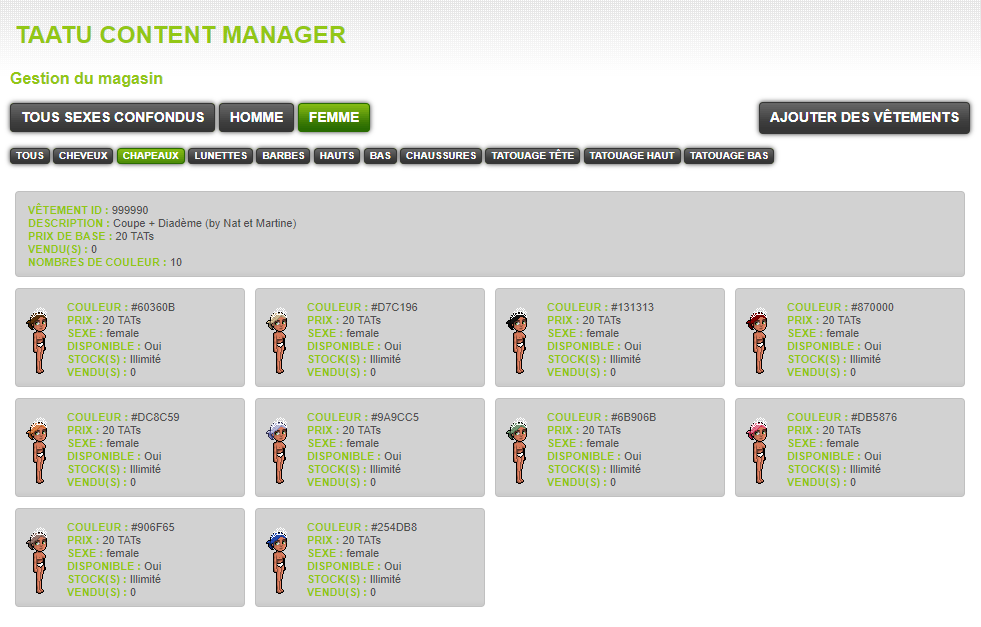 TAATU CONTENT MANAGER
Gestion du magasin
TOUS SEXES CONFONDUS HOMME FEMME AJOUTER DES VÊTEMENTS
TOUS CHEVEUX CHAPEAUX LUNETTES BARBES HAUTS BAS CHAUSSURES TATOUAGE TÊTE TATOUAGE HAUT TATOUAGE BAS
VÊTEMENT ID : 999990
DESCRIPTION : Coupe + Diadème (by Nat et Martine)
PRIX DE BASE : 20 TATs
VENDU(S) : 0
NOMBRES DE COULEUR : 10
COULEUR : #60360B
PRIX : 20 TATs
SEXE : female
DISPONIBLE : Oui
STOCK(S) : Illimité
VENDU(S) : 0
COULEUR : #D7C196
PRIX : 20 TATs
SEXE : female
DISPONIBLE : Oui
STOCK(S) : Illimité
VENDU(S) : 0
COULEUR : #131313
PRIX : 20 TATs
SEXE : female
DISPONIBLE : Oui
STOCK(S) : Illimité
VENDU(S) : 0
COULEUR : #870000
PRIX : 20 TATs
SEXE : female
DISPONIBLE : Oui
STOCK(S) : Illimité
VENDU(S) : 0
COULEUR : #DC8C59
PRIX : 20 TATs
SEXE : female
DISPONIBLE : Oui
STOCK(S) : Illimité
VENDU(S) : 0
COULEUR : #9A9CC5
PRIX : 20 TATs
SEXE : female
DISPONIBLE : Oui
STOCK(S) : Illimité
VENDU(S) : 0
COULEUR : #6B906B
PRIX : 20 TATs
SEXE : female
DISPONIBLE : Oui
STOCK(S) : Illimité
VENDU(S) : 0
COULEUR : #DB5876
PRIX : 20 TATs
SEXE : female
DISPONIBLE : Oui
STOCK(S) : Illimité
VENDU(S) : 0
COULEUR : #906F65
PRIX : 20 TATs
SEXE : female
DISPONIBLE : Oui
STOCK(S) : Illimité
VENDU(S) : 0
COULEUR : #254DB8
PRIX : 20 TATs
SEXE : female
DISPONIBLE : Oui
STOCK(S) : Illimité
VENDU(S) : 0